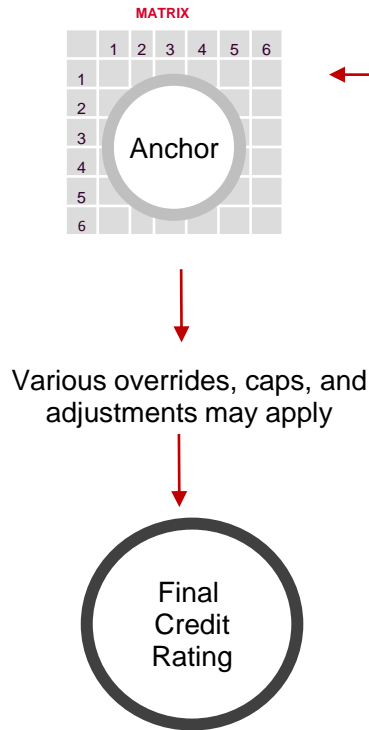 MATRIX
1 2 3 4 5 6
1
2
3
4
5
6
Anchor
Various overrides, caps, and
adjustments may apply
Final
Credit
Rating